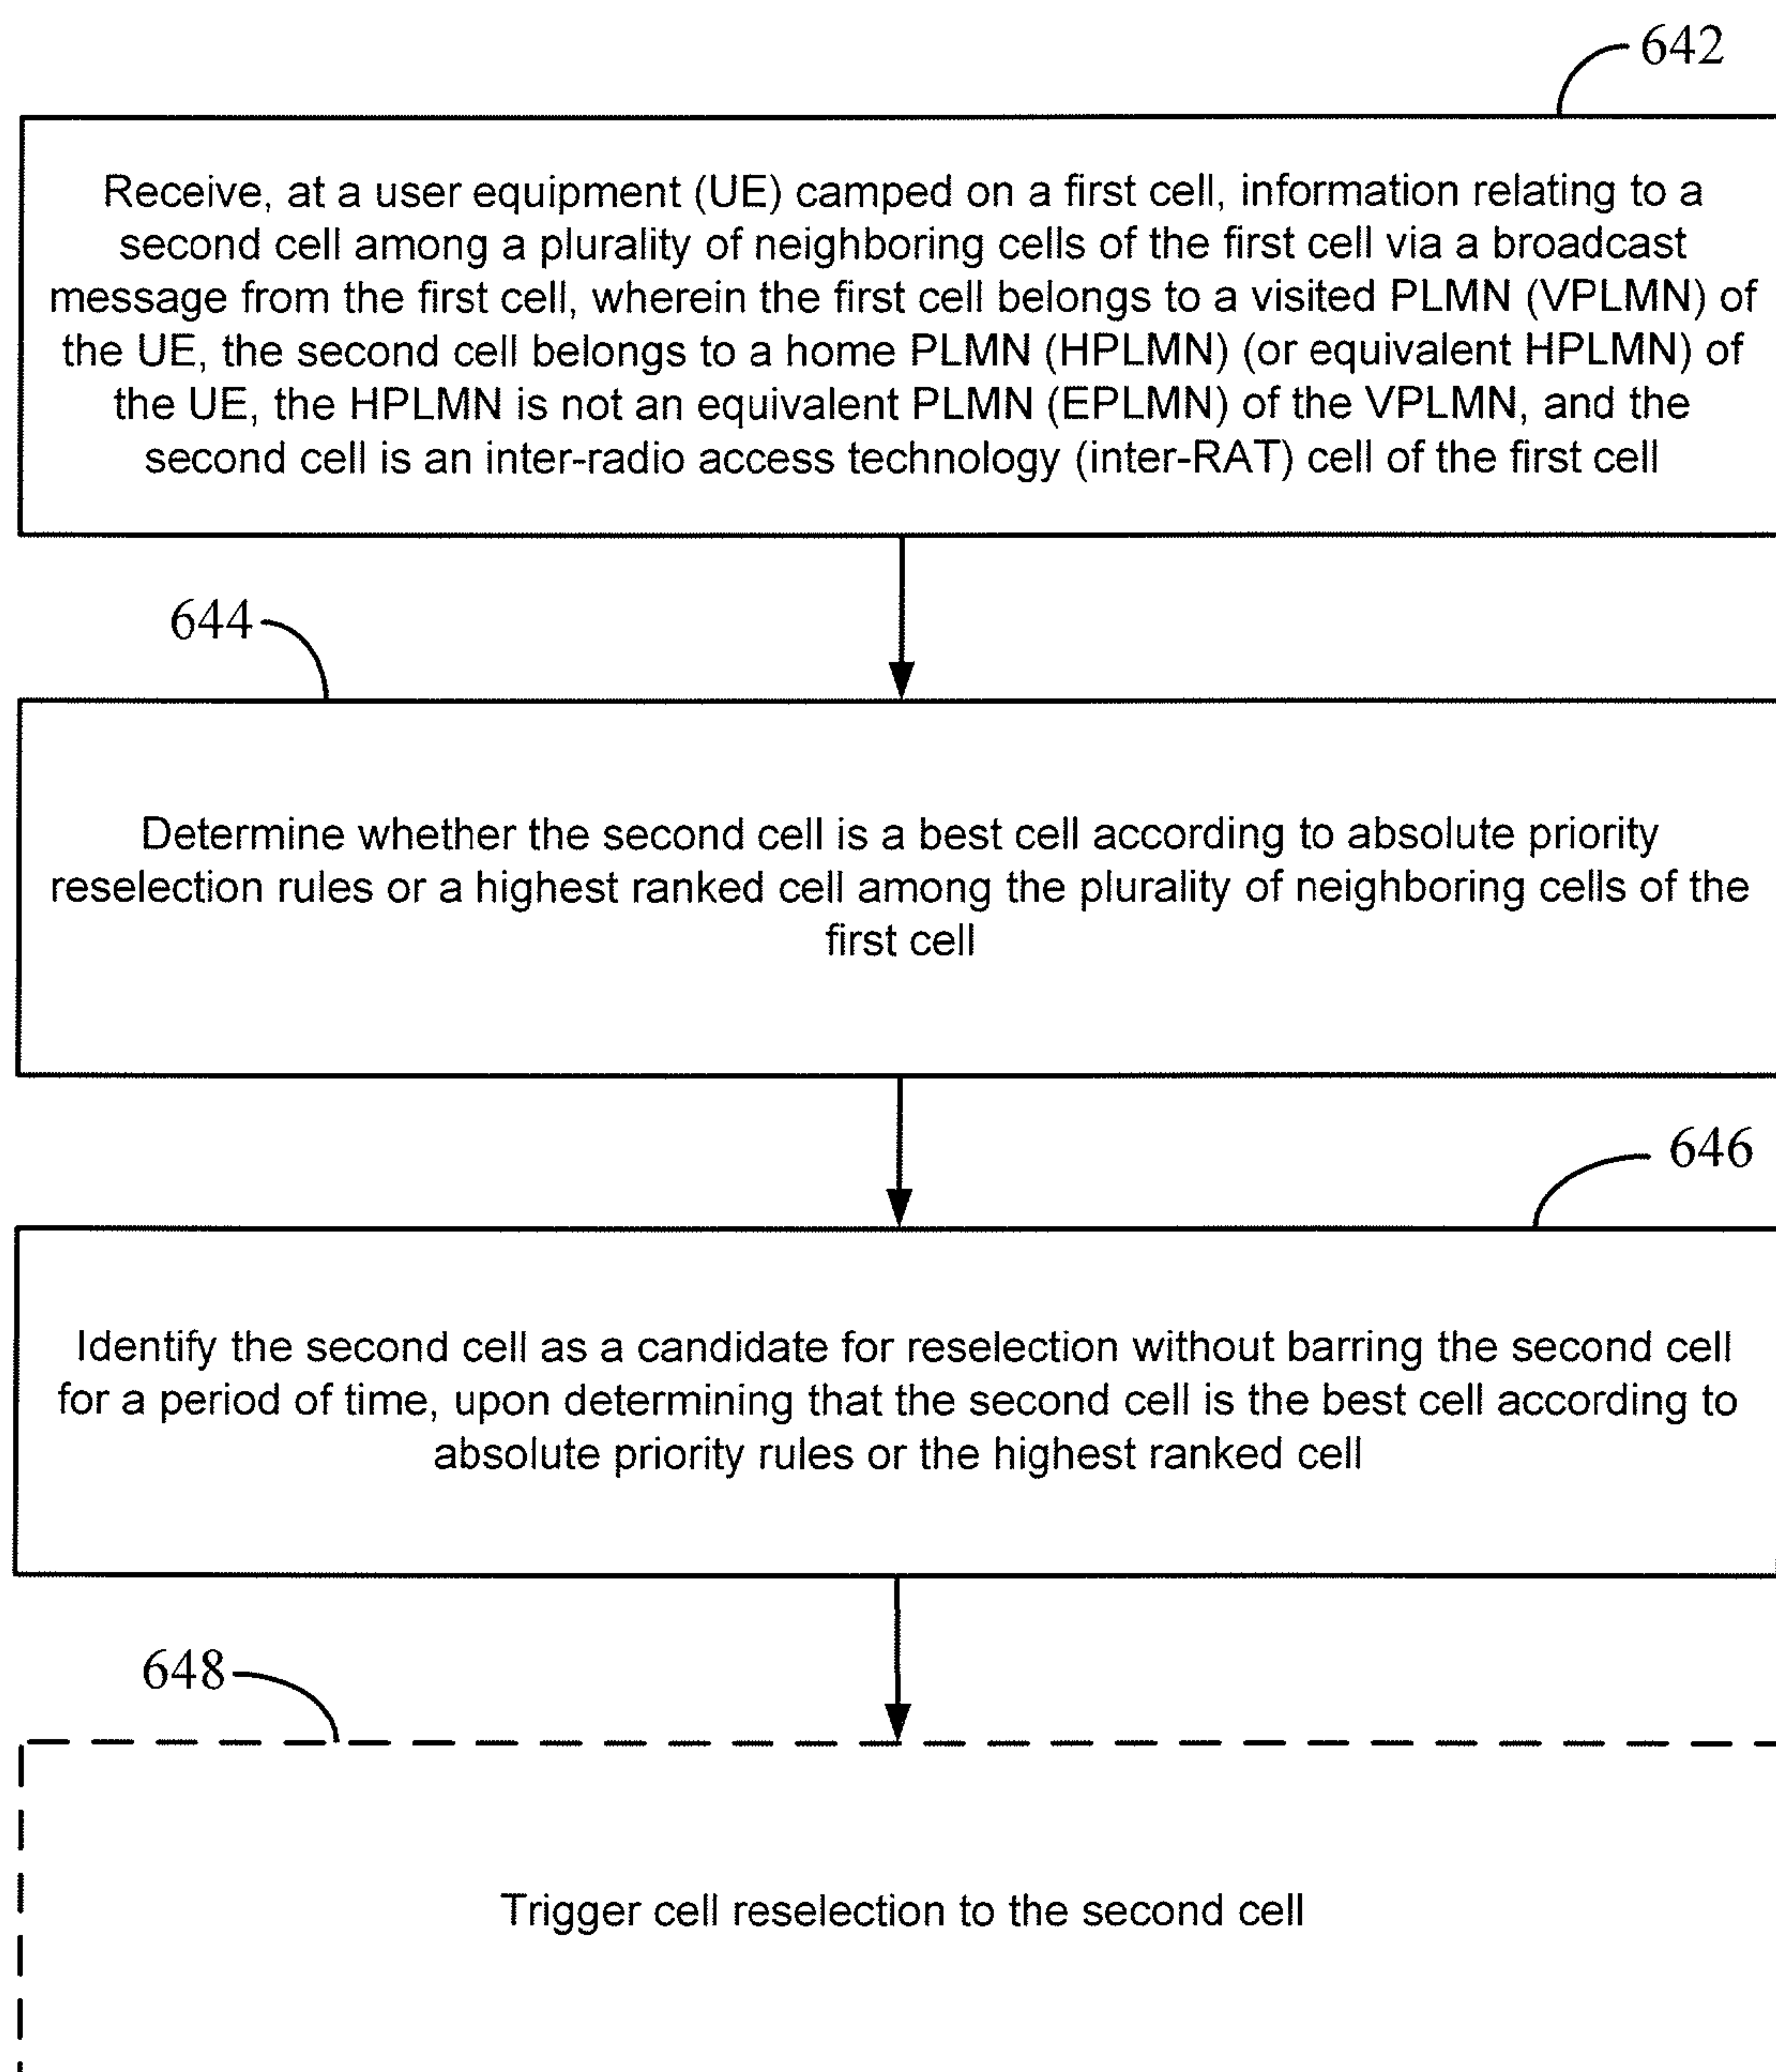 642
Receive, at a user equipment (UE) camped on a first cell, information relating to a
second cell among a plurality of neighboring cells of the first cell via a broadcast
message from the first cell, wherein the first cell belongs to a visited PLMN (VPLMN) of
the UE, the second cell belongs to a home PLMN (HPLMN) (or equivalent HPLMN) of
the UE, the HPLMN is not an equivalent PLMN (EPLMN) of the VPLMN, and the
second cell is an inter-radio access technology (inter-RAT) cell of the first cell
644
Determine whether the second cell is a best cell according to absolute priority
reselection rules or a highest ranked cell among the plurality of neighboring cells of the
first cell
646
Identify the second cell as a candidate for reselection without barring the second cell
for a period of time, upon determining that the second cell is the best cell according to
absolute priority rules or the highest ranked cell
648
Trigger cell reselection to the second cell